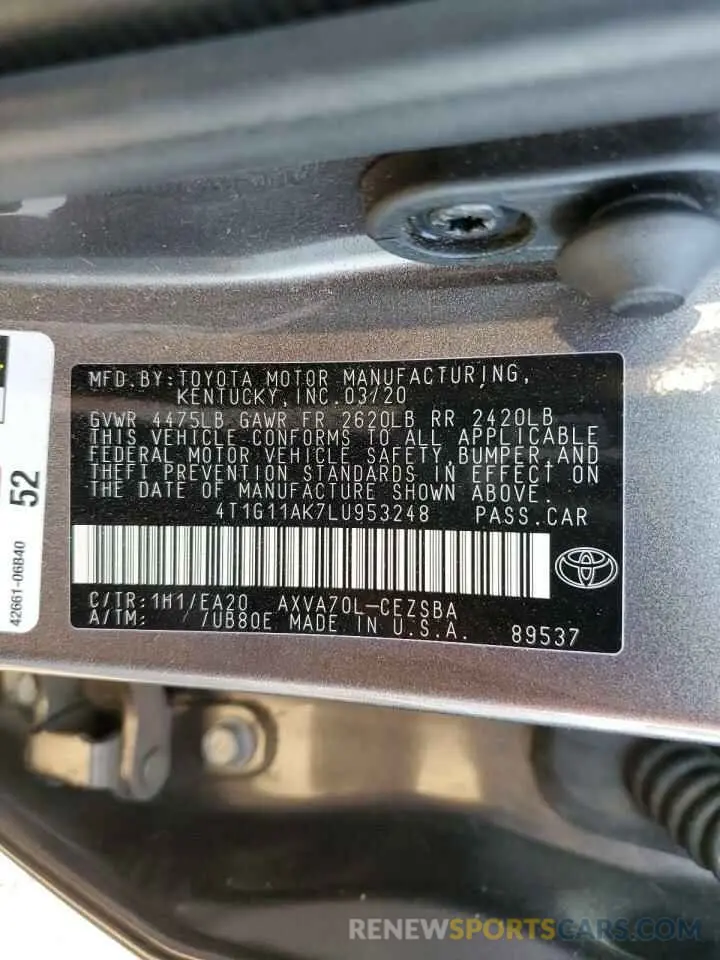 MFD.BY:TOYOTA MOTOR MANUFACTURING,
KENTUCKY,INC.03/20
GVWR 4475LB GAWR FR 2620LB RR 2420LB
THIS VEHICLE CONFORMS TO ALL APPLICABLE
FEDERAL MOTOR VEHICLE SAFETY,BUMPER,AND
THEFT PREVENTION STANDARDS IN EFFECT ON
THE DATE OF MANUFACTURE SHOWN ABOVE.
4T1G11AK7LU953248 PASS.CAR
C/TR:1H1/EA20 AXVA70L-CEZSBA
A/TM: /UB80E MADE IN U.S.A. 89537
52
42661-06B40
RENEWSPORTSCARS.COM